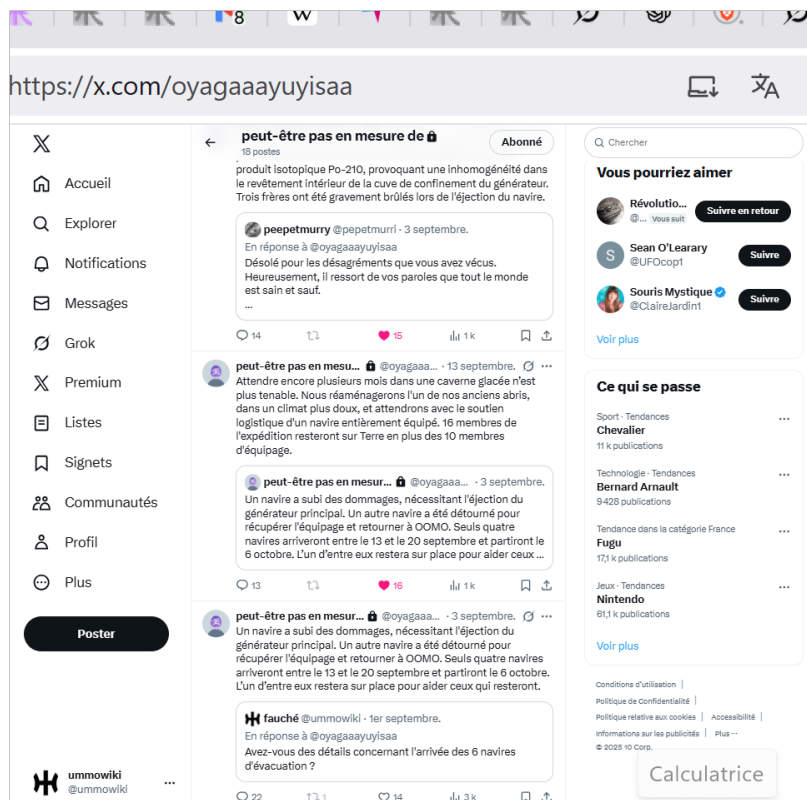 8
W
https://x.com/oyagaaayuyisaa
Accueil
Explorer
Notifications
Messages
Grok
Premium
Listes
Signets
Communautés
Profil
Plus
Poster
ummowiki
@ummowiki
peut-être pas en mesure de
18 postes
Abonné
produit isotopique Po-210, provoquant une inhomogénéité dans
le revêtement intérieur de la cuve de confinement du générateur.
Trois frères ont été gravement brûlés lors de l'éjection du navire.
peepetmurry @pepetmurri · 3 septembre.
En réponse à @oyagaaayuyisaa
Désolé pour les désagréments que vous avez vécus.
Heureusement, il ressort de vos paroles que tout le monde
est sain et sauf.
...
14 15 1 k
peut-être pas en mesu... @oyagaaa... · 13 septembre.
Attendre encore plusieurs mois dans une caverne glacée n'est
plus tenable. Nous réaménagerons l'un de nos anciens abris,
dans un climat plus doux, et attendrons avec le soutien
logistique d'un navire entièrement équipé. 16 membres de
l'expédition resteront sur Terre en plus des 10 membres
d'équipage.
peut-être pas en mesur... @oyagaaa... · 3 septembre.
Un navire a subi des dommages, nécessitant l'éjection du
générateur principal. Un autre navire a été détourné pour
récupérer l'équipage et retourner à OOMO. Seuls quatre
navires arriveront entre le 13 et le 20 septembre et partiront le
6 octobre. L'un d'entre eux restera sur place pour aider ceux ...
13 16 1 k
peut-être pas en mesur... @oyagaaa... · 3 septembre.
Un navire a subi des dommages, nécessitant l'éjection du
générateur principal. Un autre navire a été détourné pour
récupérer l'équipage et retourner à OOMO. Seuls quatre navires
arriveront entre le 13 et le 20 septembre et partiront le 6 octobre.
L'un d'entre eux restera sur place pour aider ceux qui resteront.
fauché @ummowiki · 1er septembre.
En réponse à @oyagaaayuyisaa
Avez-vous des détails concernant l'arrivée des 6 navires
d'évacuation ?
22 1 14 3 k
Chercher
Vous pourriez aimer
Révolutio...
@... Vous suit
Suivre en retour
S
Sean O'Learary
@UFOcop1
Suivre
Souris Mystique
@ClaireJardin1
Suivre
Voir plus
Ce qui se passe
Sport · Tendances
Chevalier
11 k publications
Technologie · Tendances
Bernard Arnault
9 428 publications
Tendance dans la catégorie France
Fugu
17,1 k publications
Jeux · Tendances
Nintendo
61,1 k publications
Voir plus
Conditions d'utilisation |
Politique de Confidentialité |
Politique relative aux cookies | Accessibilité |
Informations sur les publicités | Plus ···
© 2025 10 Corp.
Calculatrice